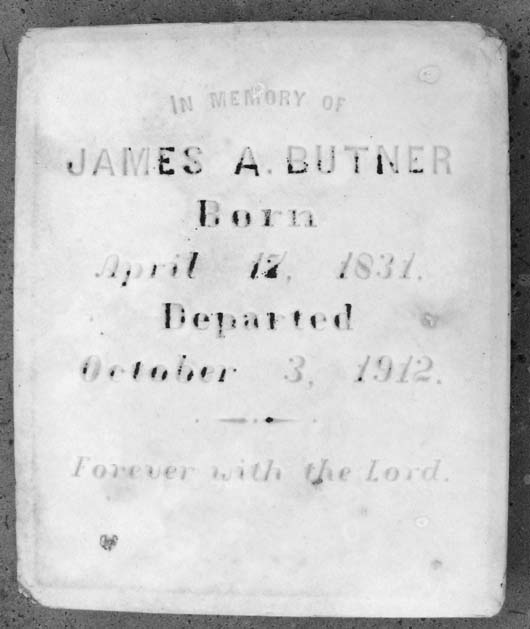 IN MEMORY OF
JAMES A. BUTNER
Born
April 17, 1831.
Departed
October 3, 1912.
Forever with the Lord.